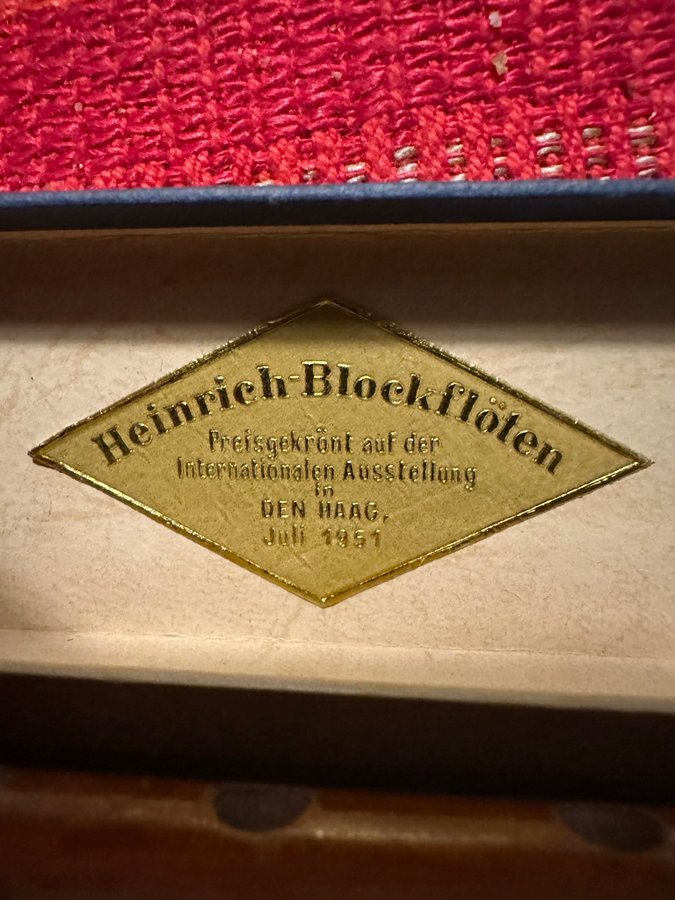 Heinrich-Blockflöten
Preisgekrönt auf der
Internationalen Ausstellung
in
DEN HAAG,
Juli 1951